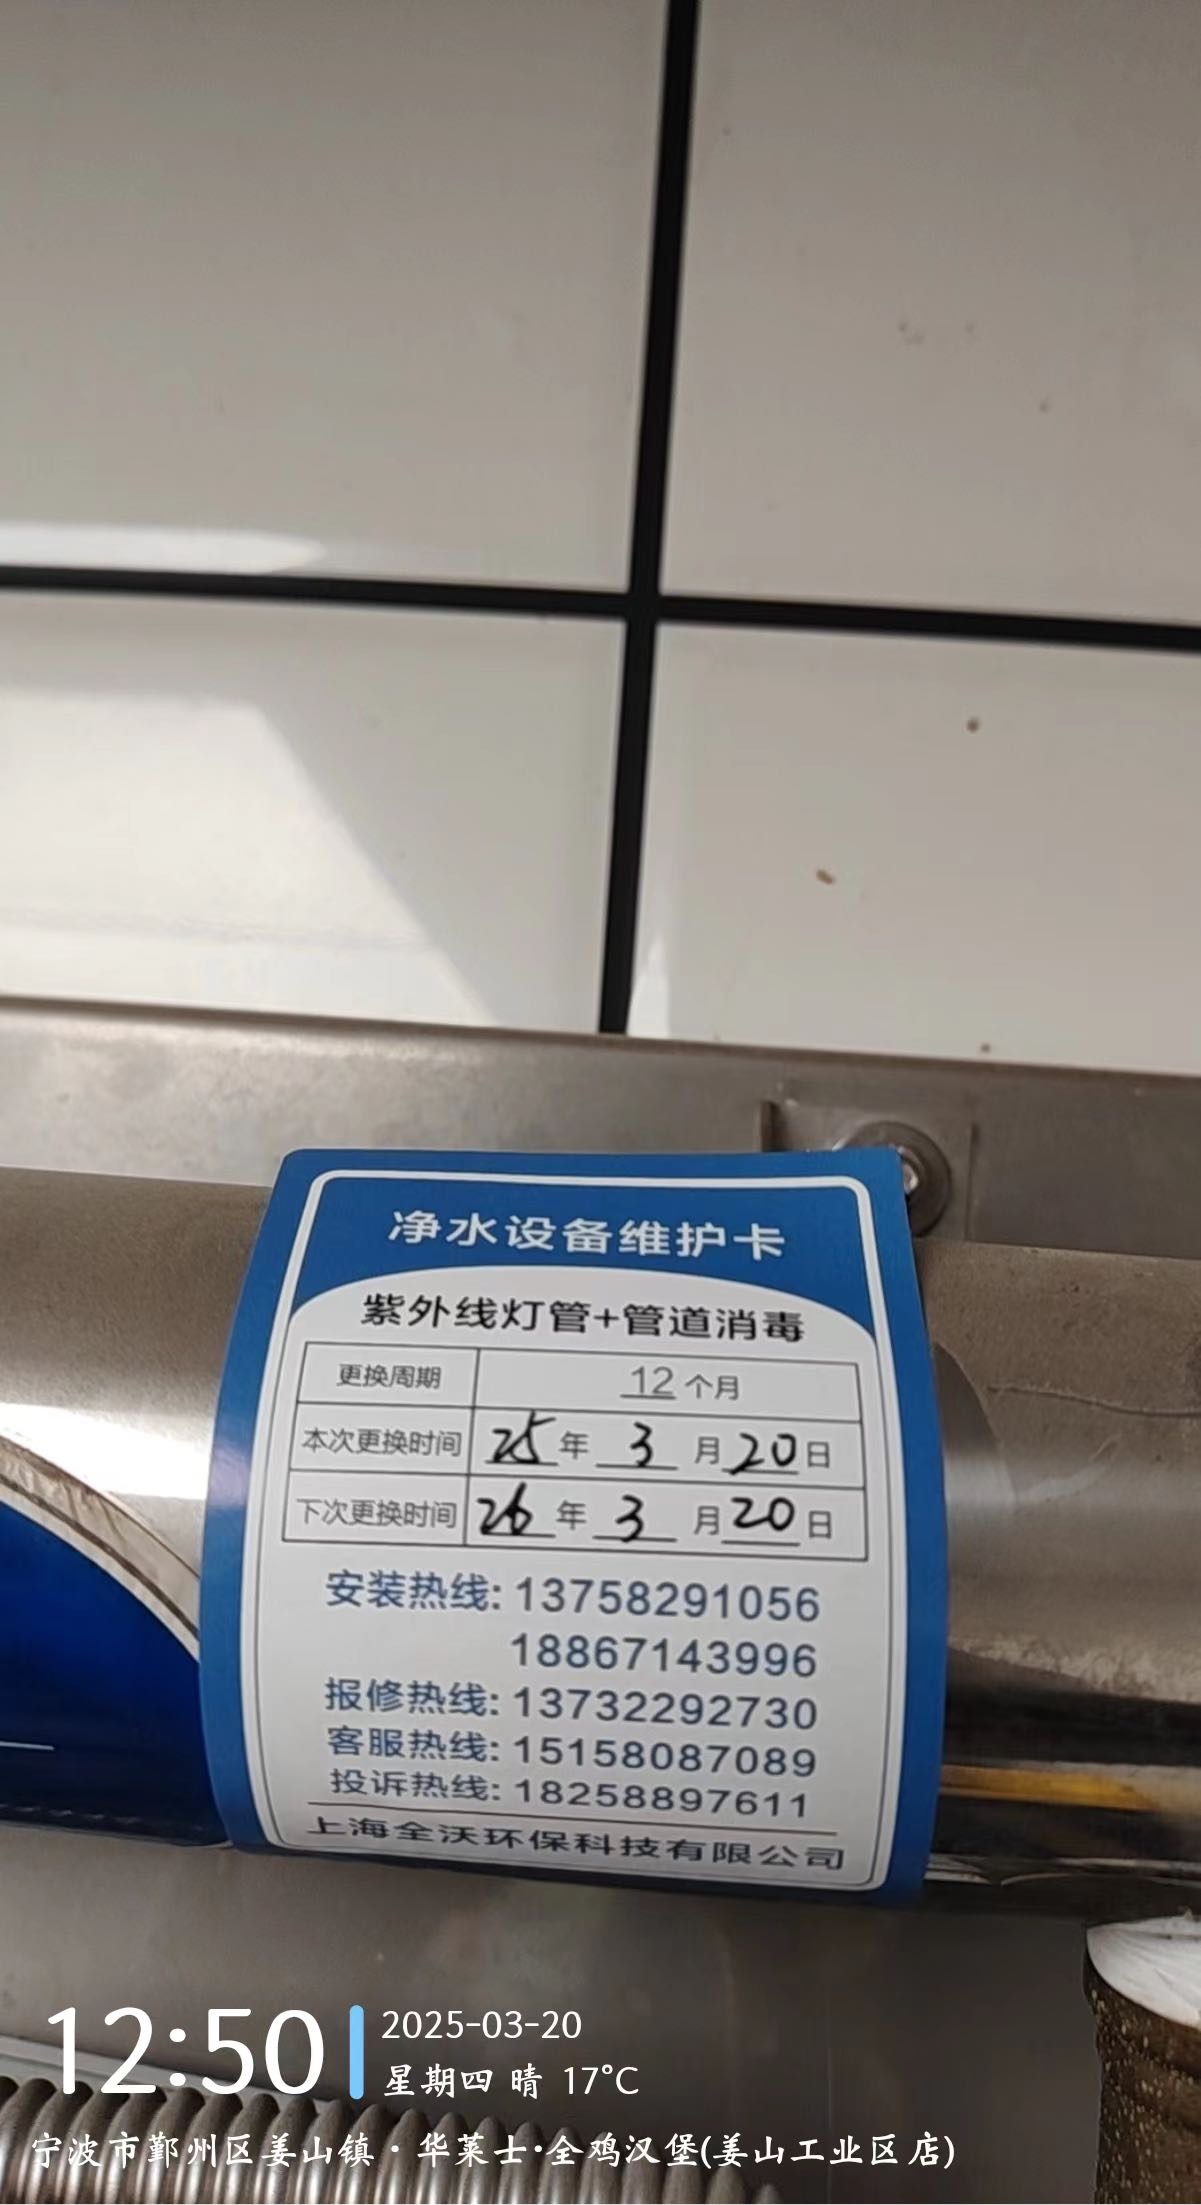 净水设备维护卡
紫外线灯管+管道消毒
更换周期 12 个月
本次更换时间 25年 3 月20日
下次更换时间 26年 3 月20日
安装热线: 13758291056
18867143996
报修热线: 13732292730
客服热线: 15158087089
投诉热线: 18258897611
上海全沃环保科技有限公司
12:50
2025-03-20
星期四 晴 17°C
宁波市鄞州区姜山镇·华莱士·全鸡汉堡(姜山工业区店)